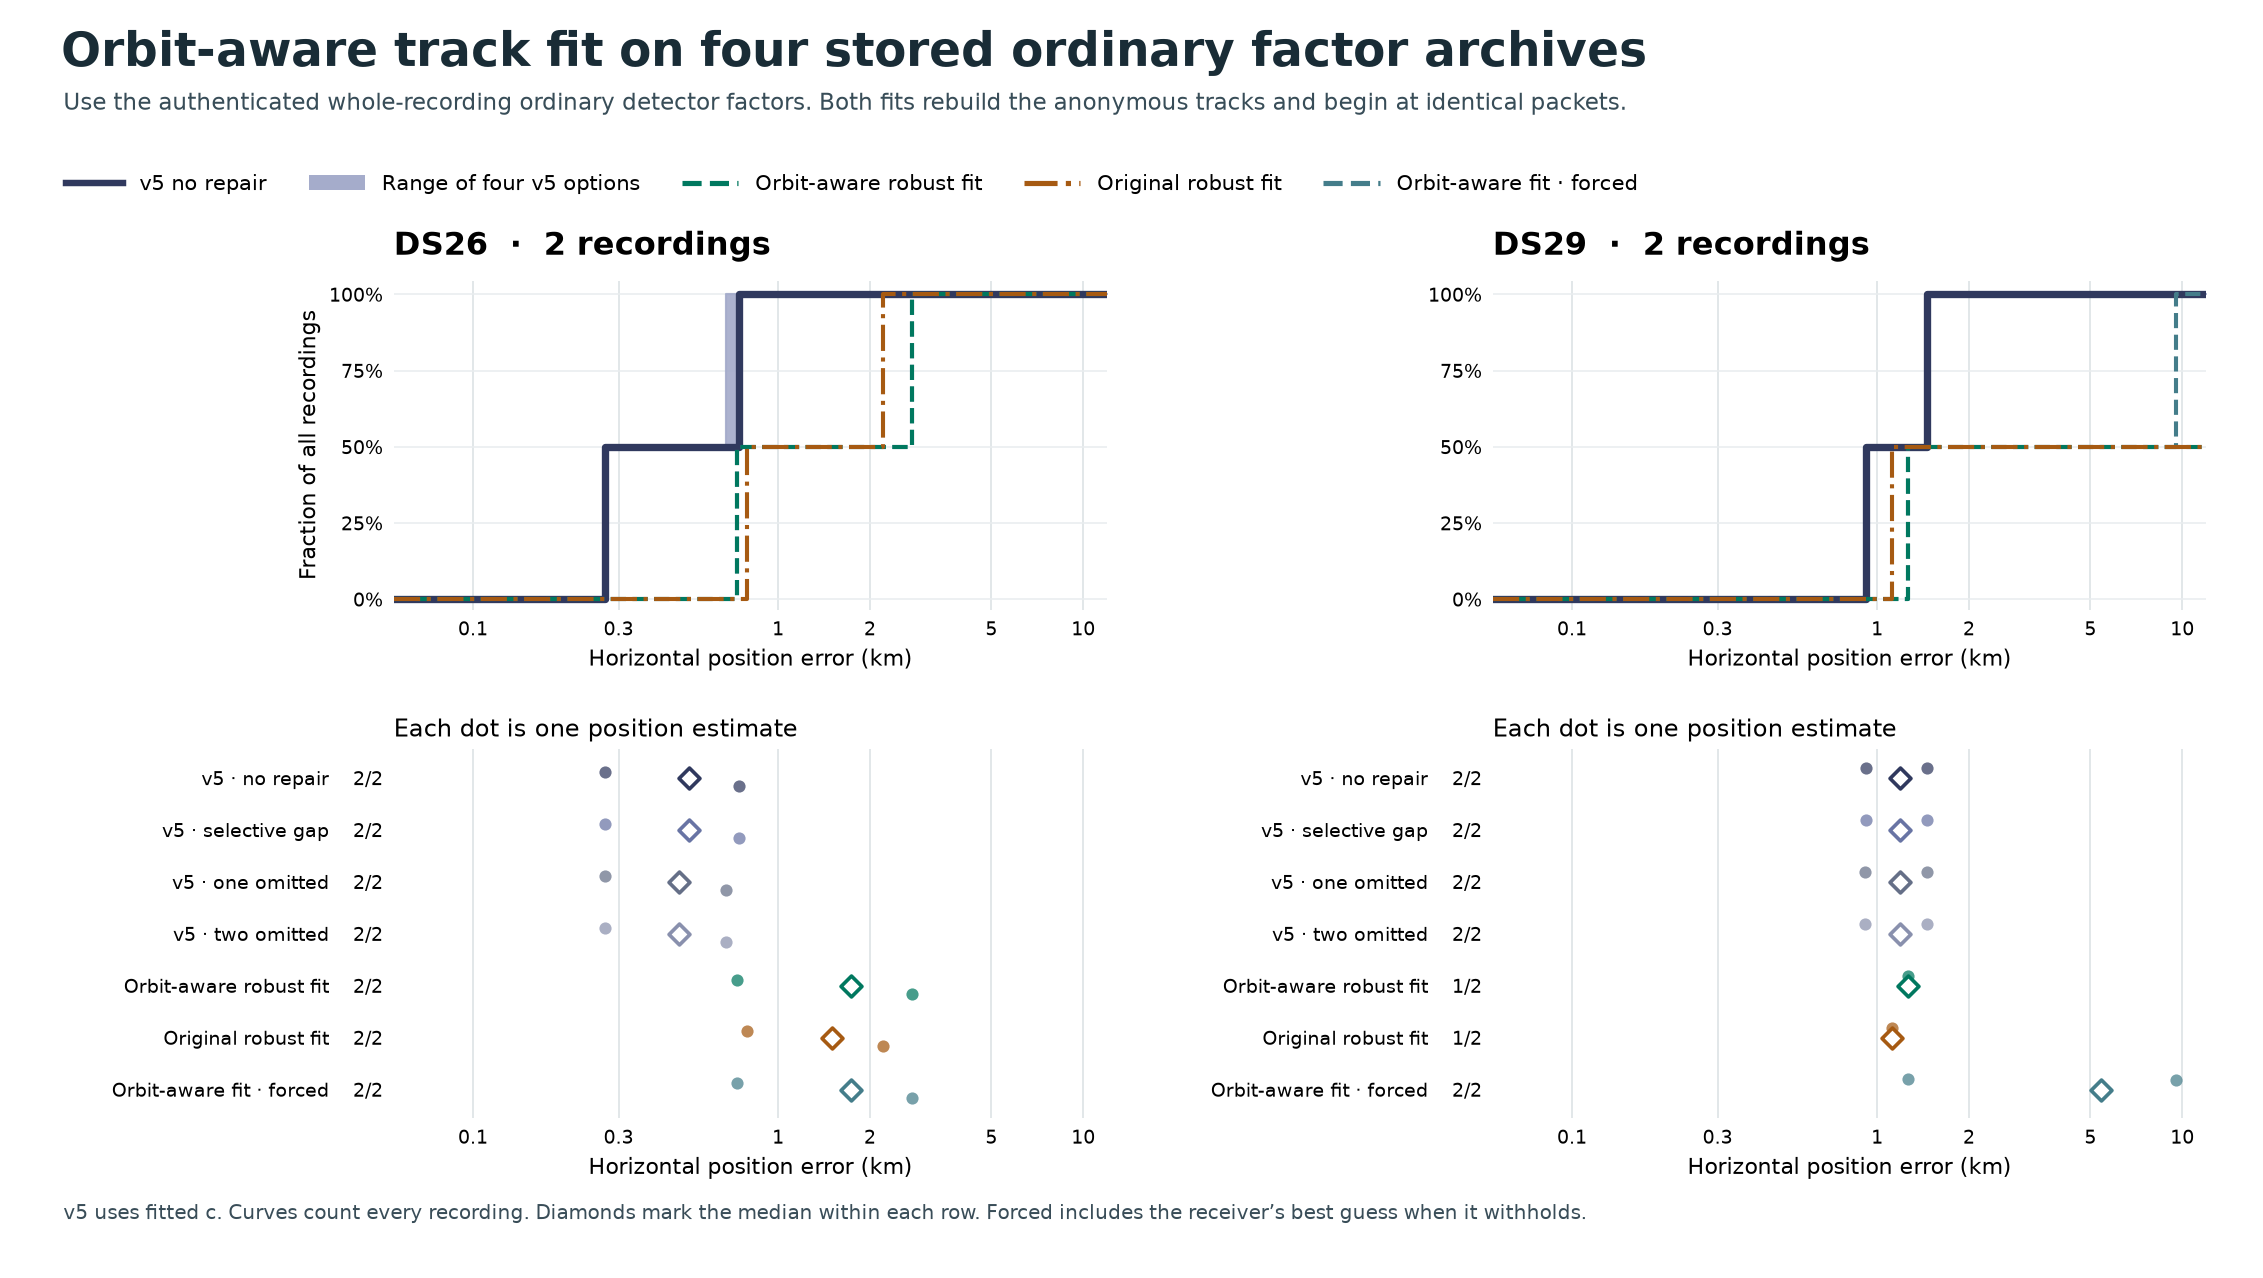 Orbit-aware track fit on four stored ordinary factor archives
Use the authenticated whole-recording ordinary detector factors. Both fits rebuild the anonymous tracks and begin at identical packets.
v5 no repair
Range of four v5 options
Orbit-aware robust fit
Original robust fit
Orbit-aware fit · forced
DS26 · 2 recordings
Fraction of all recordings
100%
75%
50%
25%
0%
0.1 0.3 1 2 5 10
Horizontal position error (km)
DS29 · 2 recordings
100%
75%
50%
25%
0%
0.1 0.3 1 2 5 10
Horizontal position error (km)
Each dot is one position estimate
v5 · no repair 2/2
v5 · selective gap 2/2
v5 · one omitted 2/2
v5 · two omitted 2/2
Orbit-aware robust fit 2/2
Original robust fit 2/2
Orbit-aware fit · forced 2/2
0.1 0.3 1 2 5 10
Horizontal position error (km)
Each dot is one position estimate
v5 · no repair 2/2
v5 · selective gap 2/2
v5 · one omitted 2/2
v5 · two omitted 2/2
Orbit-aware robust fit 1/2
Original robust fit 1/2
Orbit-aware fit · forced 2/2
0.1 0.3 1 2 5 10
Horizontal position error (km)
v5 uses fitted c. Curves count every recording. Diamonds mark the median within each row. Forced includes the receiver’s best guess when it withholds.